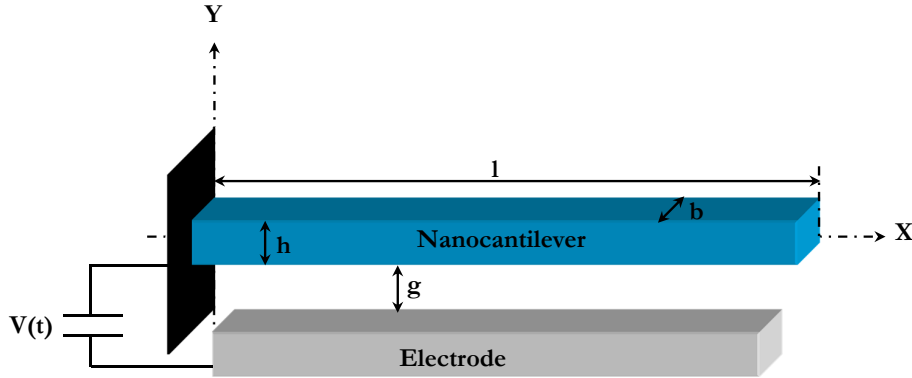 Y
l
b
X
h
Nanocantilever
g
V(t)
Electrode